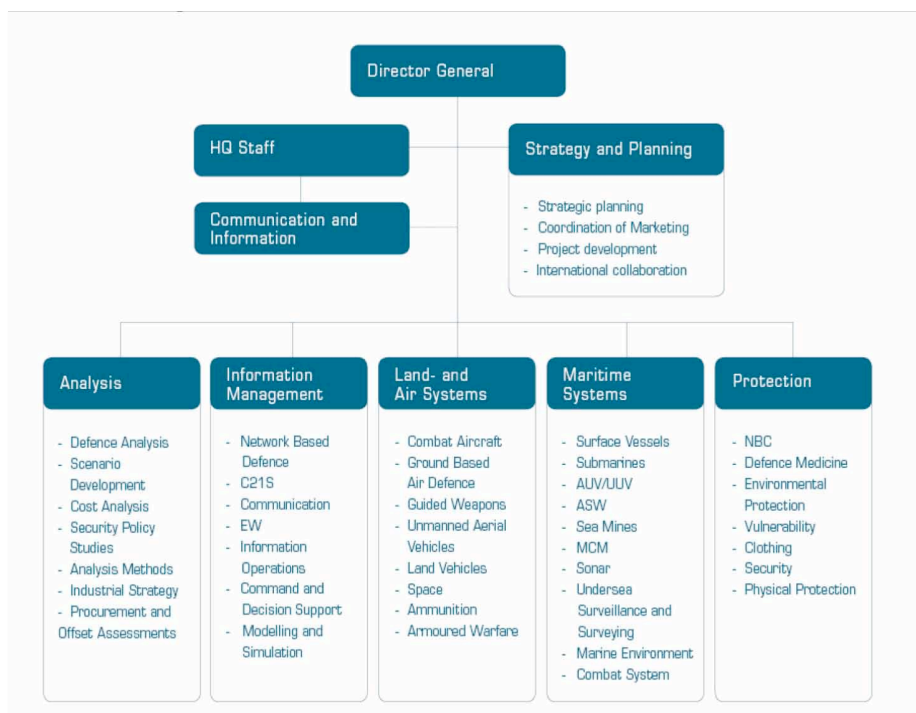 Director General
HQ Staff
Strategy and Planning
- Strategic planning
- Coordination of Marketing
- Project development
- International collaboration
Communication and
Information
Analysis
- Defence Analysis
- Scenario
Development
- Cost Analysis
- Security Policy
Studies
- Analysis Methods
- Industrial Strategy
- Procurement and
Offset Assessments
Information
Management
- Network Based
Defence
- C21S
- Communication
- EW
- Information
Operations
- Command and
Decision Support
- Modelling and
Simulation
Land- and
Air Systems
- Combat Aircraft
- Ground Based
Air Defence
- Guided Weapons
- Unmanned Aerial
Vehicles
- Land Vehicles
- Space
- Ammunition
- Armoured Warfare
Maritime
Systems
- Surface Vessels
- Submarines
- AUV/UUV
- ASW
- Sea Mines
- MCM
- Sonar
- Undersea
Surveillance and
Surveying
- Marine Environment
- Combat System
Protection
- NBC
- Defence Medicine
- Environmental
Protection
- Vulnerability
- Clothing
- Security
- Physical Protection